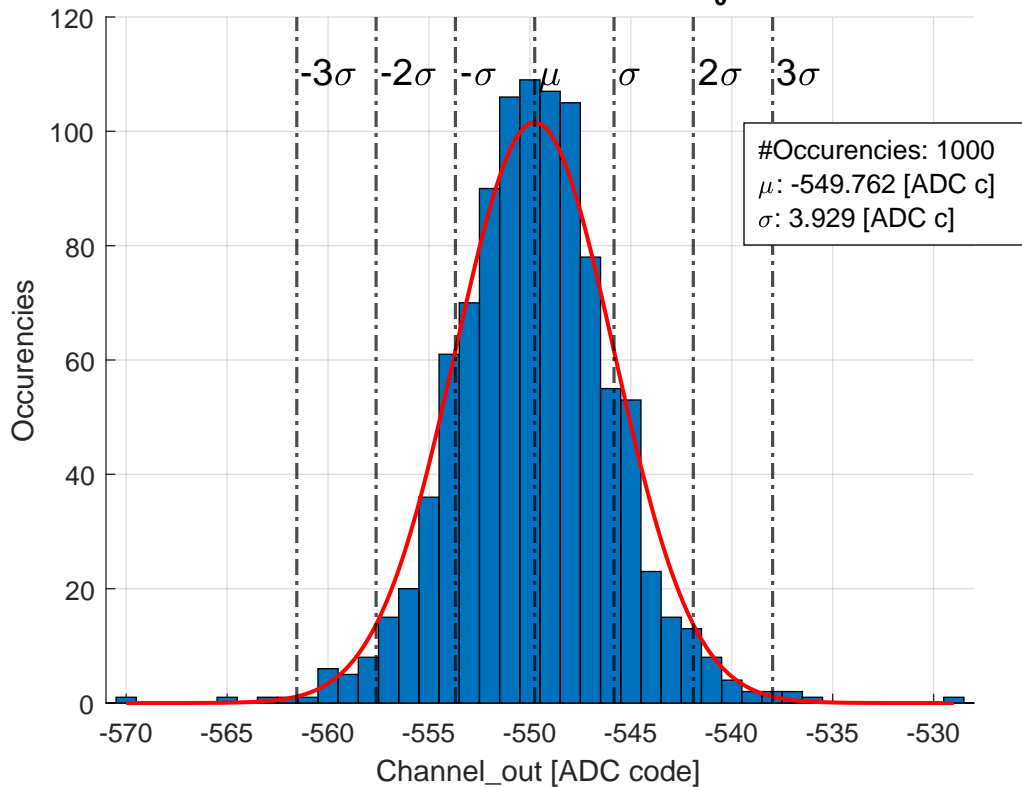 0
120
100
80
60
40
20
0
-3σ
-2σ
-σ
μ
σ
2σ
3σ
#Occurencies: 1000
μ: -549.762 [ADC c]
σ: 3.929 [ADC c]
Occurencies
-570
-565
-560
-555
-550
-545
-540
-535
-530
Channel_out [ADC code]